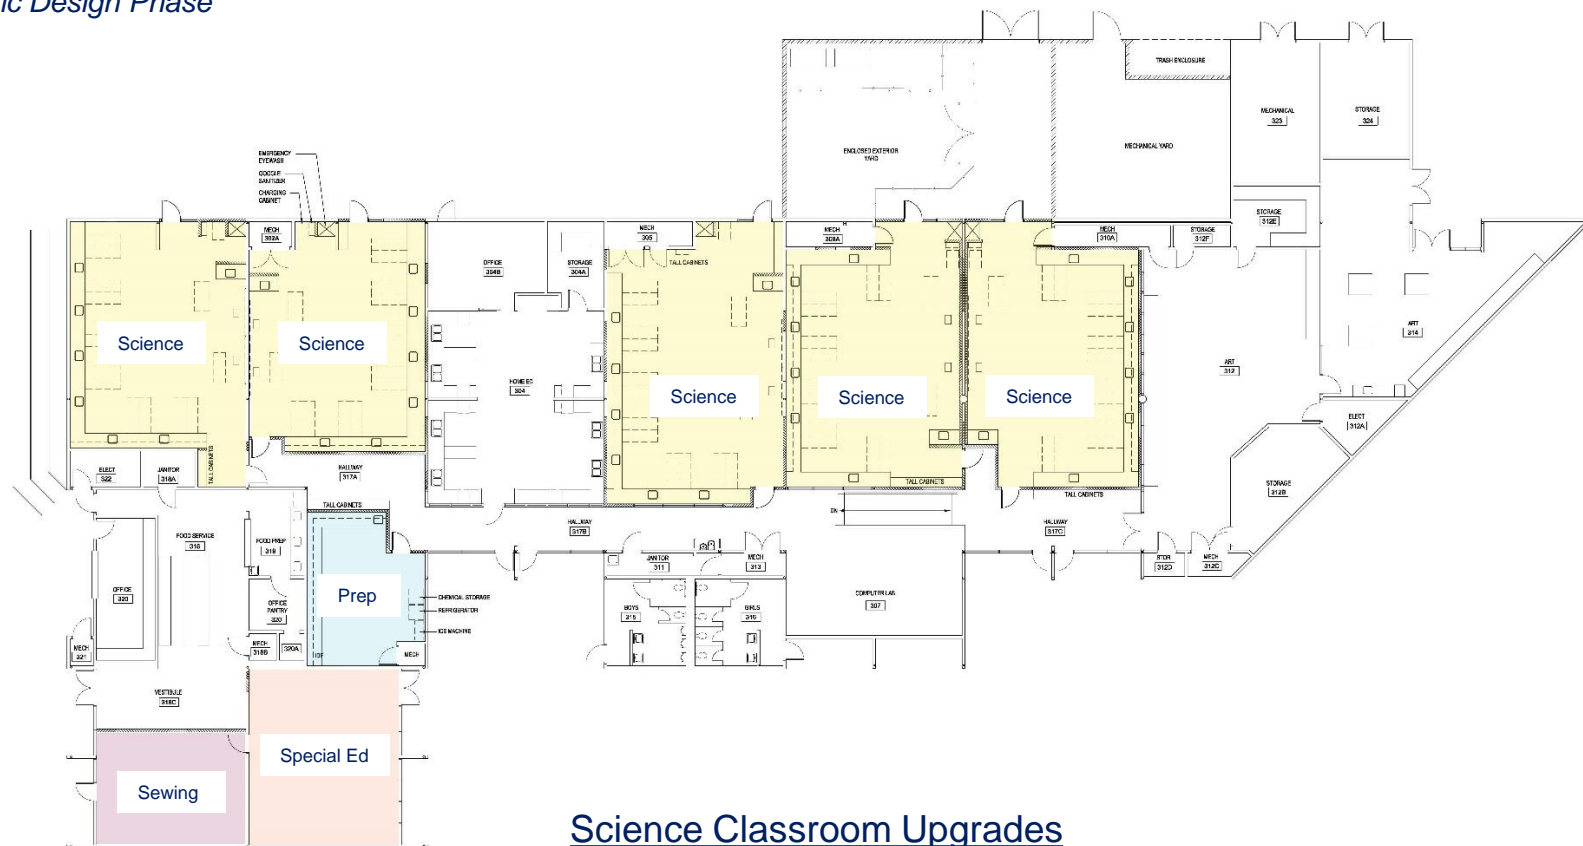 ic Design Phase
TRASH ENCLOSURE
MECHANICAL
323
STORAGE
324
ENCLOSED EXTERIOR
YARD
MECHANICAL YARD
EMERGENCY
EYEWASH
GOGGLE
SANITIZER
CHARGING
CABINET
MECH
302A
OFFICE
304B
STORAGE
304A
MECH
305
TALL CABINETS
MECH
308A
MECH
310A
STORAGE
312F
STORAGE
312E
Science
Science
HOME EC
304
Science
Science
Science
ART
312
ART
314
ELECT
312A
STORAGE
312B
ELECT
322
JANITOR
318A
TALL CABINETS
HALLWAY
317A
TALL CABINETS
TALL CABINETS
TALL CABINETS
DN
HALLWAY
317B
HALLWAY
317C
FOOD SERVICE
318
FOOD PREP
319
OFFICE
320
OFFICE
PANTRY
320
Prep
CHEMICAL STORAGE
REFRIGERATOR
ICE MACHINE
JANITOR
311
MECH
313
STOR
312D
MECH
312C
BOYS
315
GIRLS
316
COMPUTER LAB
307
MECH
321
MECH
318B
320A
IDF
MECH
VESTIBULE
318C
Special Ed
Sewing
Science Classroom Upgrades